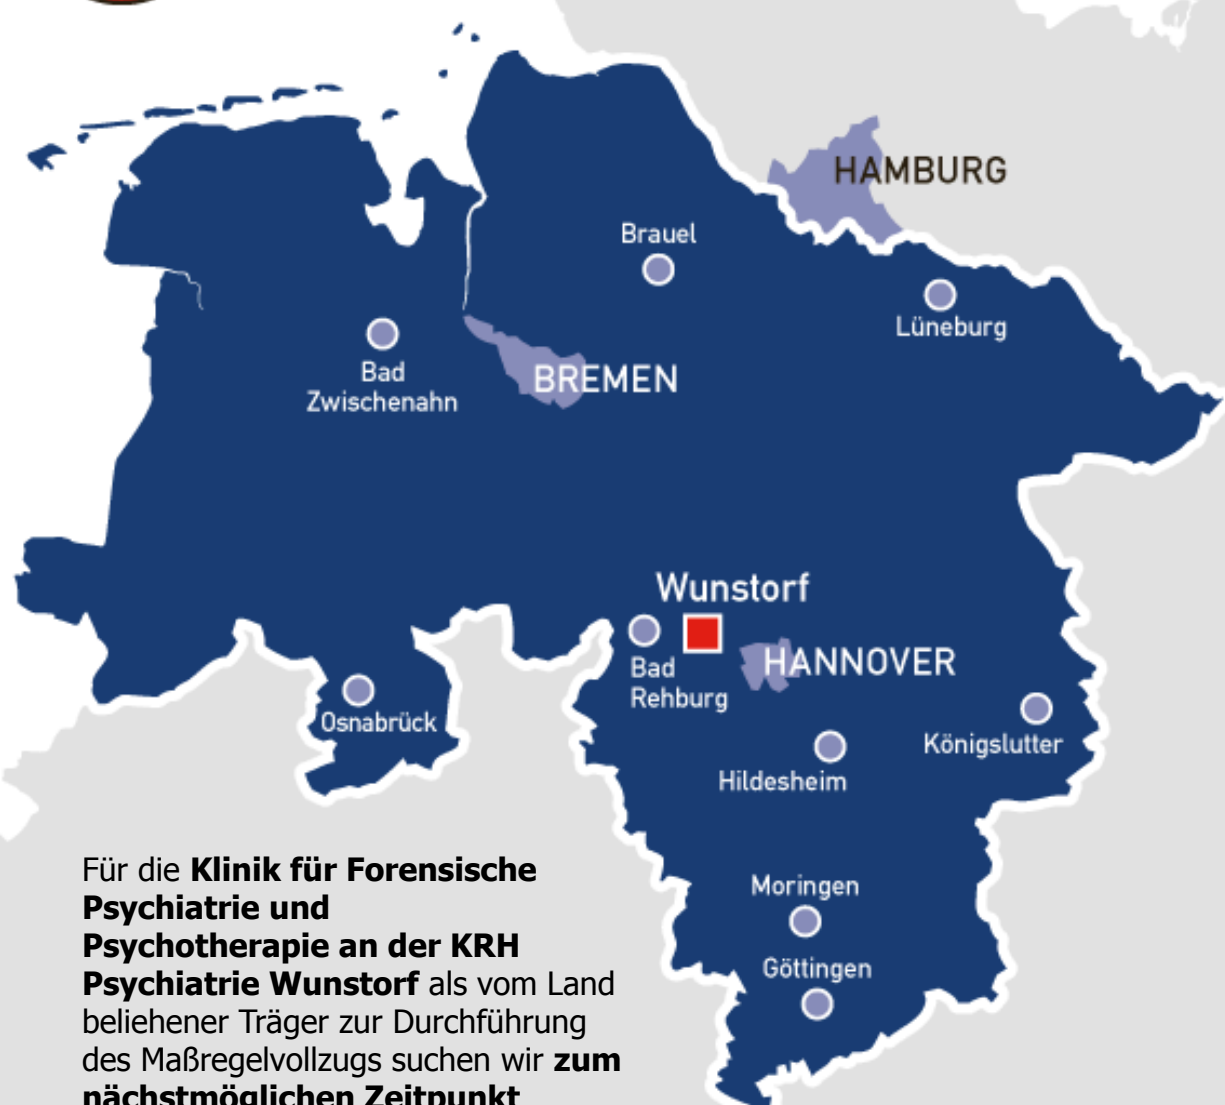 HAMBURG
Brauel
Lüneburg
Bad
Zwischenahn
BREMEN
Wunstorf
Bad
Rehburg
HANNOVER
Osnabrück
Königslutter
Hildesheim
Moringen
Göttingen
Für die Klinik für Forensische
Psychiatrie und
Psychotherapie an der KRH
Psychiatrie Wunstorf als vom Land
beliehener Träger zur Durchführung
des Maßregelvollzugs suchen wir zum
nächstmöglichen Zeitpunkt